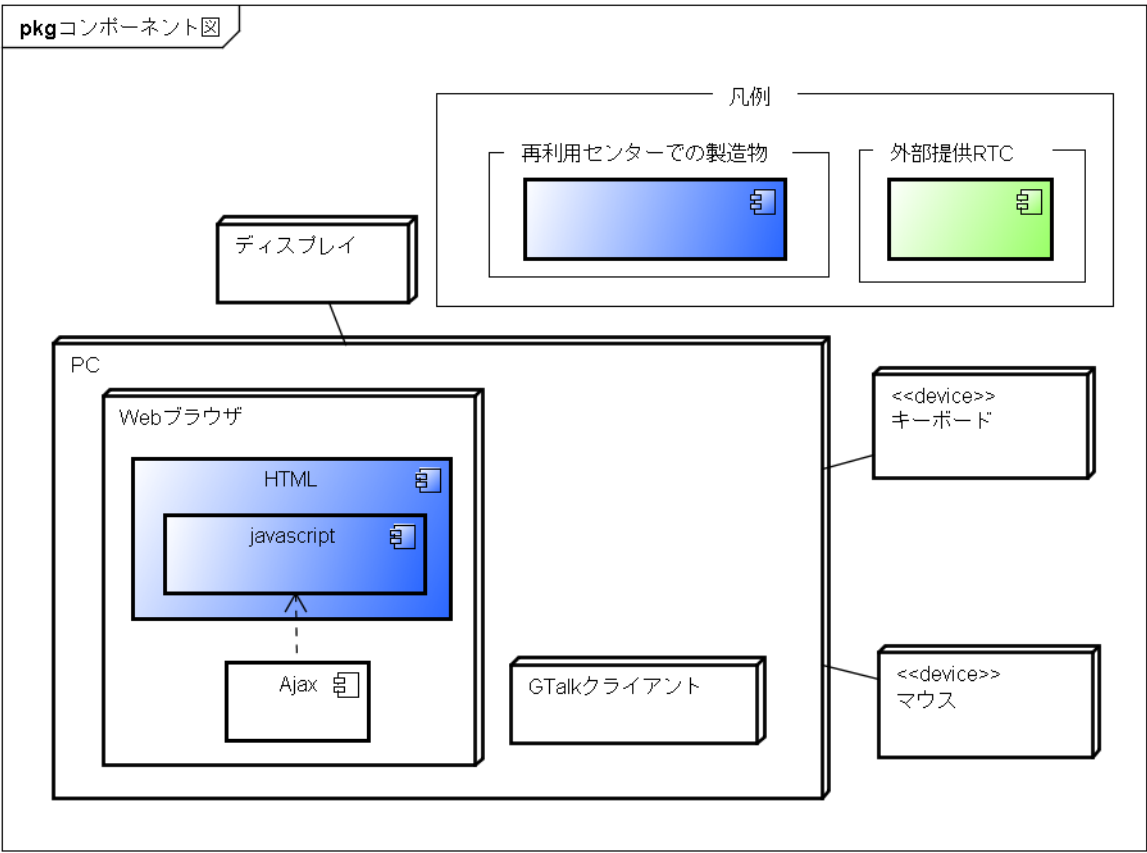 pkgコンポーネント図
凡例
再利用センターでの製造物
外部提供RTC
ディスプレイ
PC
Webブラウザ
HTML
javascript
Ajax
GTalkクライアント
<<device>>
キーボード
<<device>>
マウス